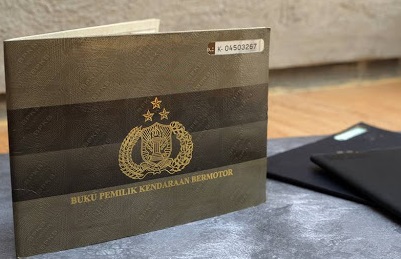 K- 04503267
BUKU PEMILIK KENDARAAN BERMOTOR